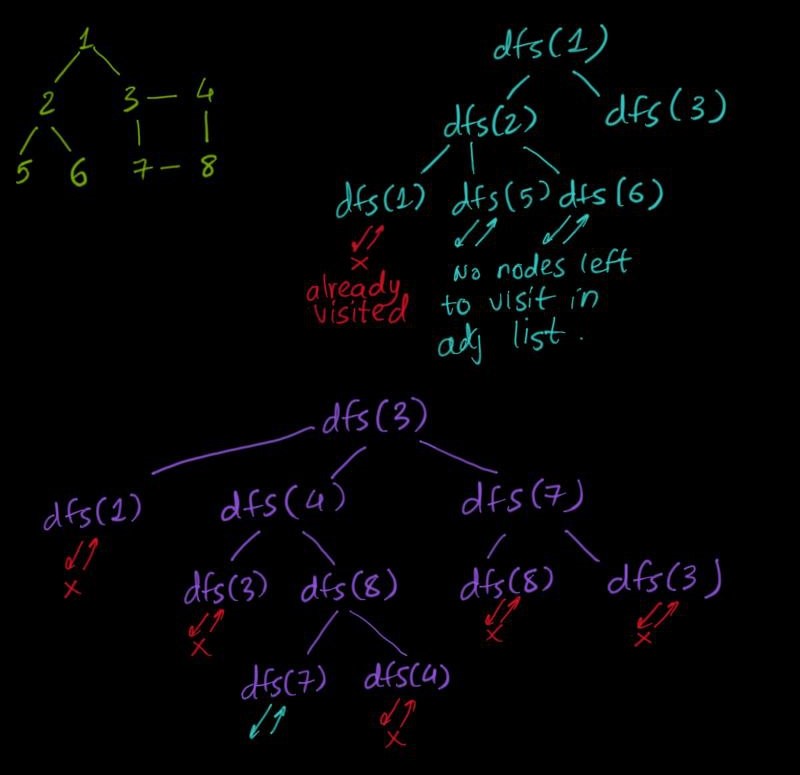 1
2 3 4
5 6 7 8
dfs(1)
dfs(2) dfs(3)
dfs(1) dfs(5) dfs(6)
x
already
visited
No nodes left
to visit in
adj list.
dfs(3)
dfs(1) dfs(4) dfs(7)
x
dfs(3) dfs(8) dfs(8) dfs(3)
x x x
dfs(7) dfs(4)
x